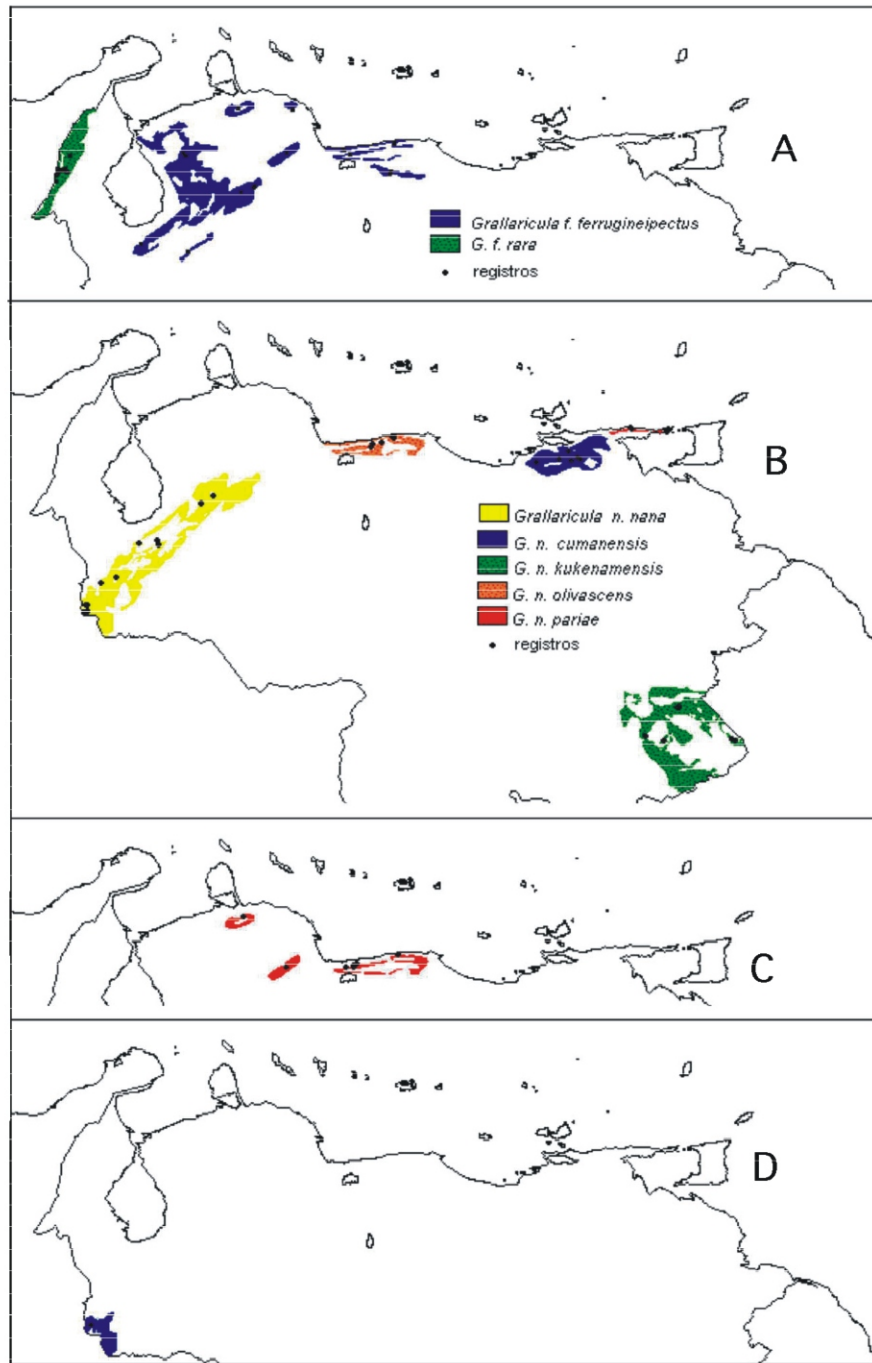 A
Grallaricula f. ferrugineipectus
G. f. rara
registros
B
Grallaricula n. nana
G. n. cumanensis
G. n. kukenamensis
G. n. olivascens
G. n. pariae
registros
C
D